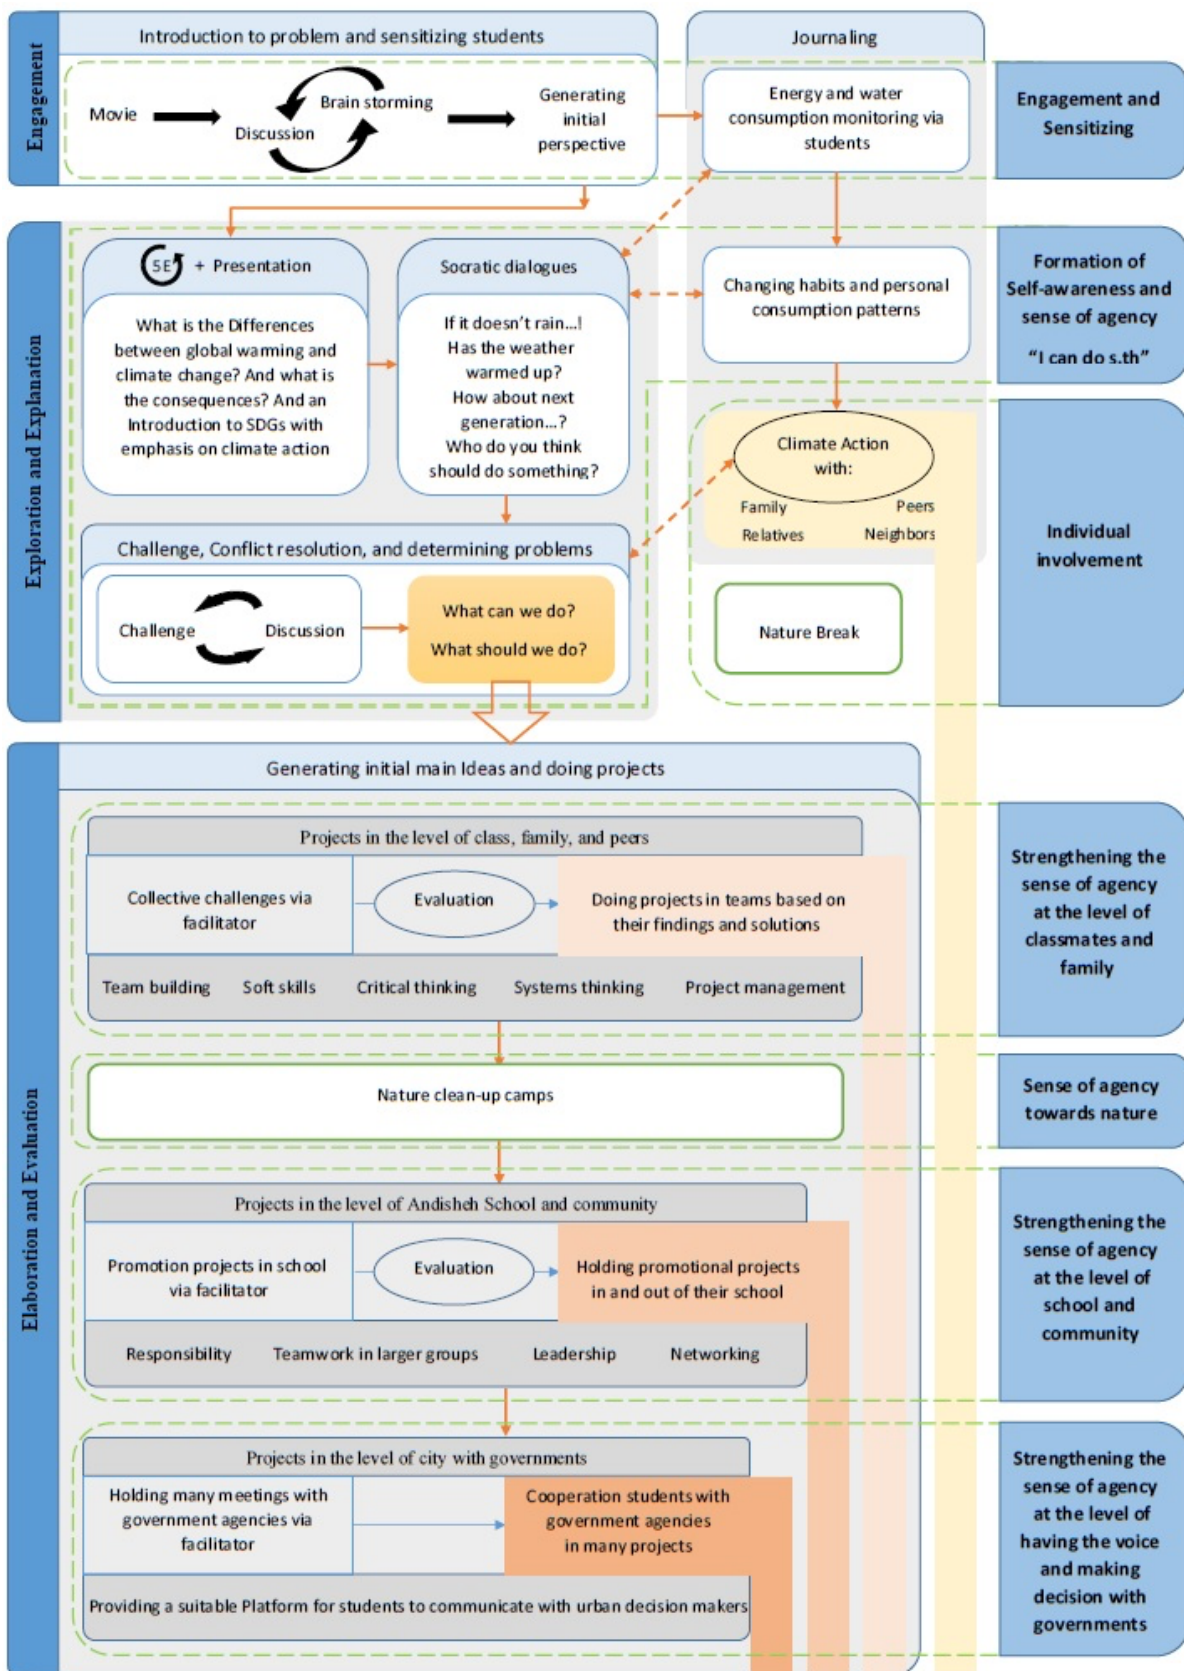 Engagement
Introduction to problem and sensitizing students
Movie
Brain storming
Discussion
Generating
initial
perspective
Journaling
Energy and water
consumption monitoring via
students
Engagement and
Sensitizing
Exploration and Explanation
5E + Presentation
What is the Differences
between global warming and
climate change? And what is
the consequences? And an
Introduction to SDGs with
emphasis on climate action
Socratic dialogues
If it doesn't rain...!
Has the weather
warmed up?
How about next
generation...?
Who do you think
should do something?
Changing habits and personal
consumption patterns
Formation of
Self-awareness and
sense of agency
"I can do s.th"
Climate Action
with:
Family Peers
Relatives Neighbors
Challenge, Conflict resolution, and determining problems
Challenge Discussion
What can we do?
What should we do?
Nature Break
Individual
involvement
Elaboration and Evaluation
Generating initial main Ideas and doing projects
Projects in the level of class, family, and peers
Collective challenges via
facilitator
Evaluation
Doing projects in teams based on
their findings and solutions
Team building Soft skills Critical thinking Systems thinking Project management
Strengthening the
sense of agency
at the level of
classmates and
family
Nature clean-up camps
Sense of agency
towards nature
Projects in the level of Andisheh School and community
Promotion projects in school
via facilitator
Evaluation
Holding promotional projects
in and out of their school
Responsibility Teamwork in larger groups Leadership Networking
Strengthening the
sense of agency
at the level of
school and
community
Projects in the level of city with governments
Holding many meetings with
government agencies via
facilitator
Cooperation students with
government agencies
in many projects
Providing a suitable Platform for students to communicate with urban decision makers
Strengthening the
sense of agency
at the level of
having the voice
and making
decision with
governments